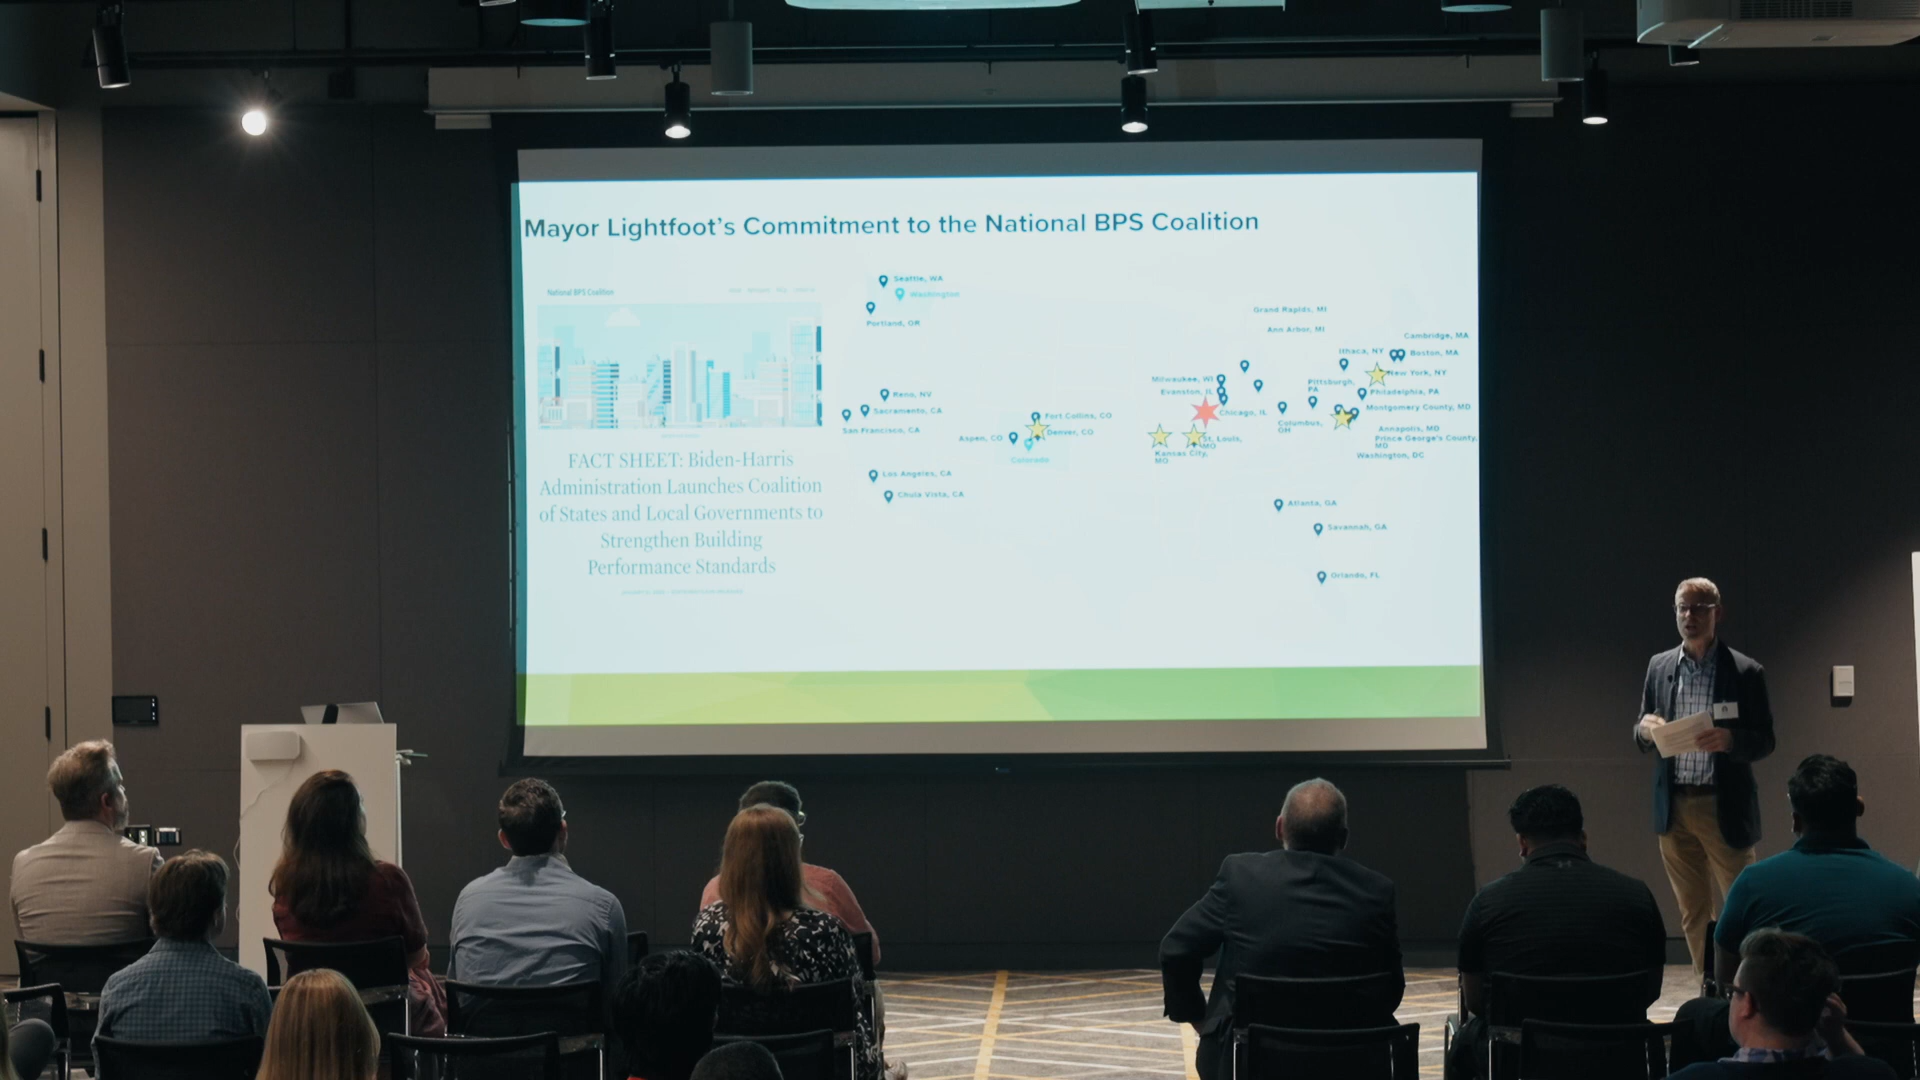 Mayor Lightfoot's Commitment to the National BPS Coalition
National BPS Coalition
FACT SHEET: Biden-Harris
Administration Launches Coalition
of States and Local Governments to
Strengthen Building
Performance Standards
Seattle, WA
Washington
Portland, OR
Reno, NV
Sacramento, CA
San Francisco, CA
Los Angeles, CA
Chula Vista, CA
Fort Collins, CO
Aspen, CO
Denver, CO
Colorado
Grand Rapids, MI
Ann Arbor, MI
Milwaukee, WI
Evanston, IL
Chicago, IL
St. Louis,
MO
Kansas City,
MO
Cambridge, MA
Ithaca, NY
Boston, MA
New York, NY
Pittsburgh,
PA
Philadelphia, PA
Montgomery County, MD
Columbus,
OH
Annapolis, MD
Prince George's County,
MD
Washington, DC
Atlanta, GA
Savannah, GA
Orlando, FL